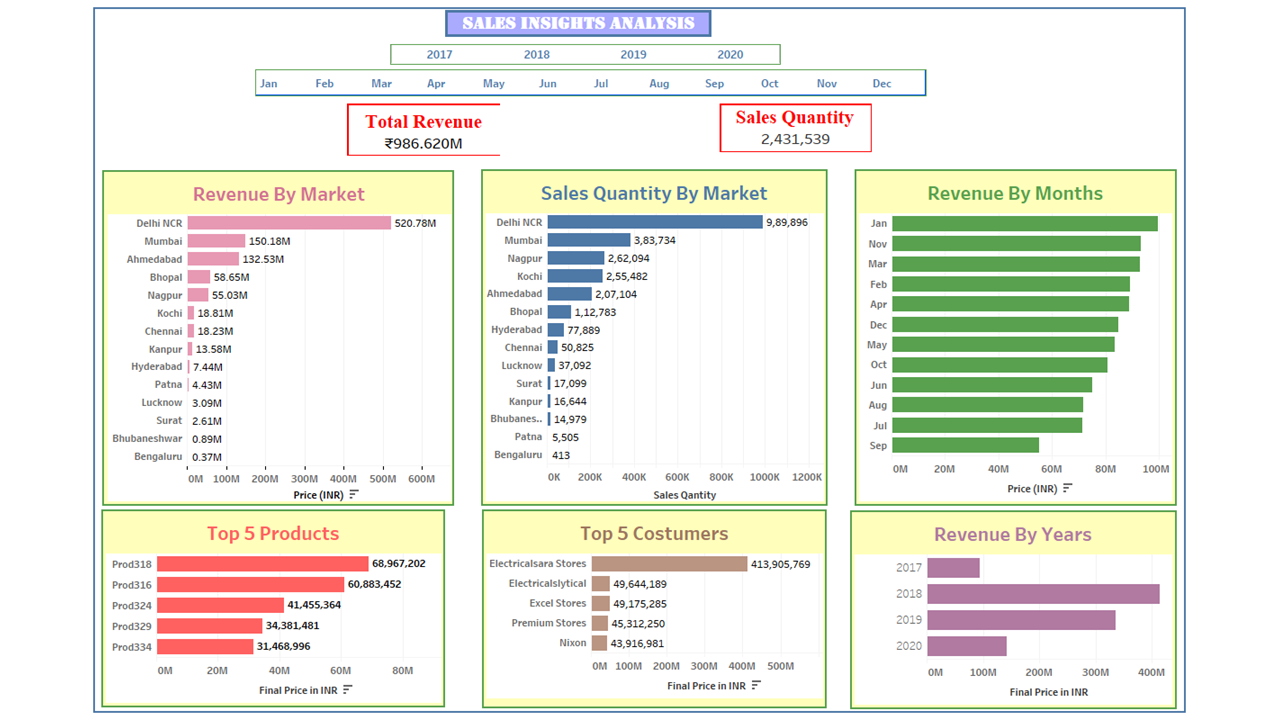 SALES INSIGHTS ANALYSIS
2017 2018 2019 2020
Jan Feb Mar Apr May Jun Jul Aug Sep Oct Nov Dec
Total Revenue
₹986.620M
Sales Quantity
2,431,539
Revenue By Market
Delhi NCR 520.78M
Mumbai 150.18M
Ahmedabad 132.53M
Bhopal 58.65M
Nagpur 55.03M
Kochi 18.81M
Chennai 18.23M
Kanpur 13.58M
Hyderabad 7.44M
Patna 4.43M
Lucknow 3.09M
Surat 2.61M
Bhubaneshwar 0.89M
Bengaluru 0.37M
0M 100M 200M 300M 400M 500M 600M
Price (INR)
Sales Quantity By Market
Delhi NCR 9,89,896
Mumbai 3,83,734
Nagpur 2,62,094
Kochi 2,55,482
Ahmedabad 2,07,104
Bhopal 1,12,783
Hyderabad 77,889
Chennai 50,825
Lucknow 37,092
Surat 17,099
Kanpur 16,644
Bhubanes.. 14,979
Patna 5,505
Bengaluru 413
0K 200K 400K 600K 800K 1000K 1200K
Sales Qantity
Revenue By Months
Jan
Nov
Mar
Feb
Apr
Dec
May
Oct
Jun
Aug
Jul
Sep
0M 20M 40M 60M 80M 100M
Price (INR)
Top 5 Products
Prod318 68,967,202
Prod316 60,883,452
Prod324 41,455,364
Prod329 34,381,481
Prod334 31,468,996
0M 20M 40M 60M 80M
Final Price in INR
Top 5 Costumers
Electricalsara Stores 413,905,769
Electricalslytical 49,644,189
Excel Stores 49,175,285
Premium Stores 45,312,250
Nixon 43,916,981
0M 100M 200M 300M 400M 500M
Final Price in INR
Revenue By Years
2017
2018
2019
2020
0M 100M 200M 300M 400M
Final Price in INR